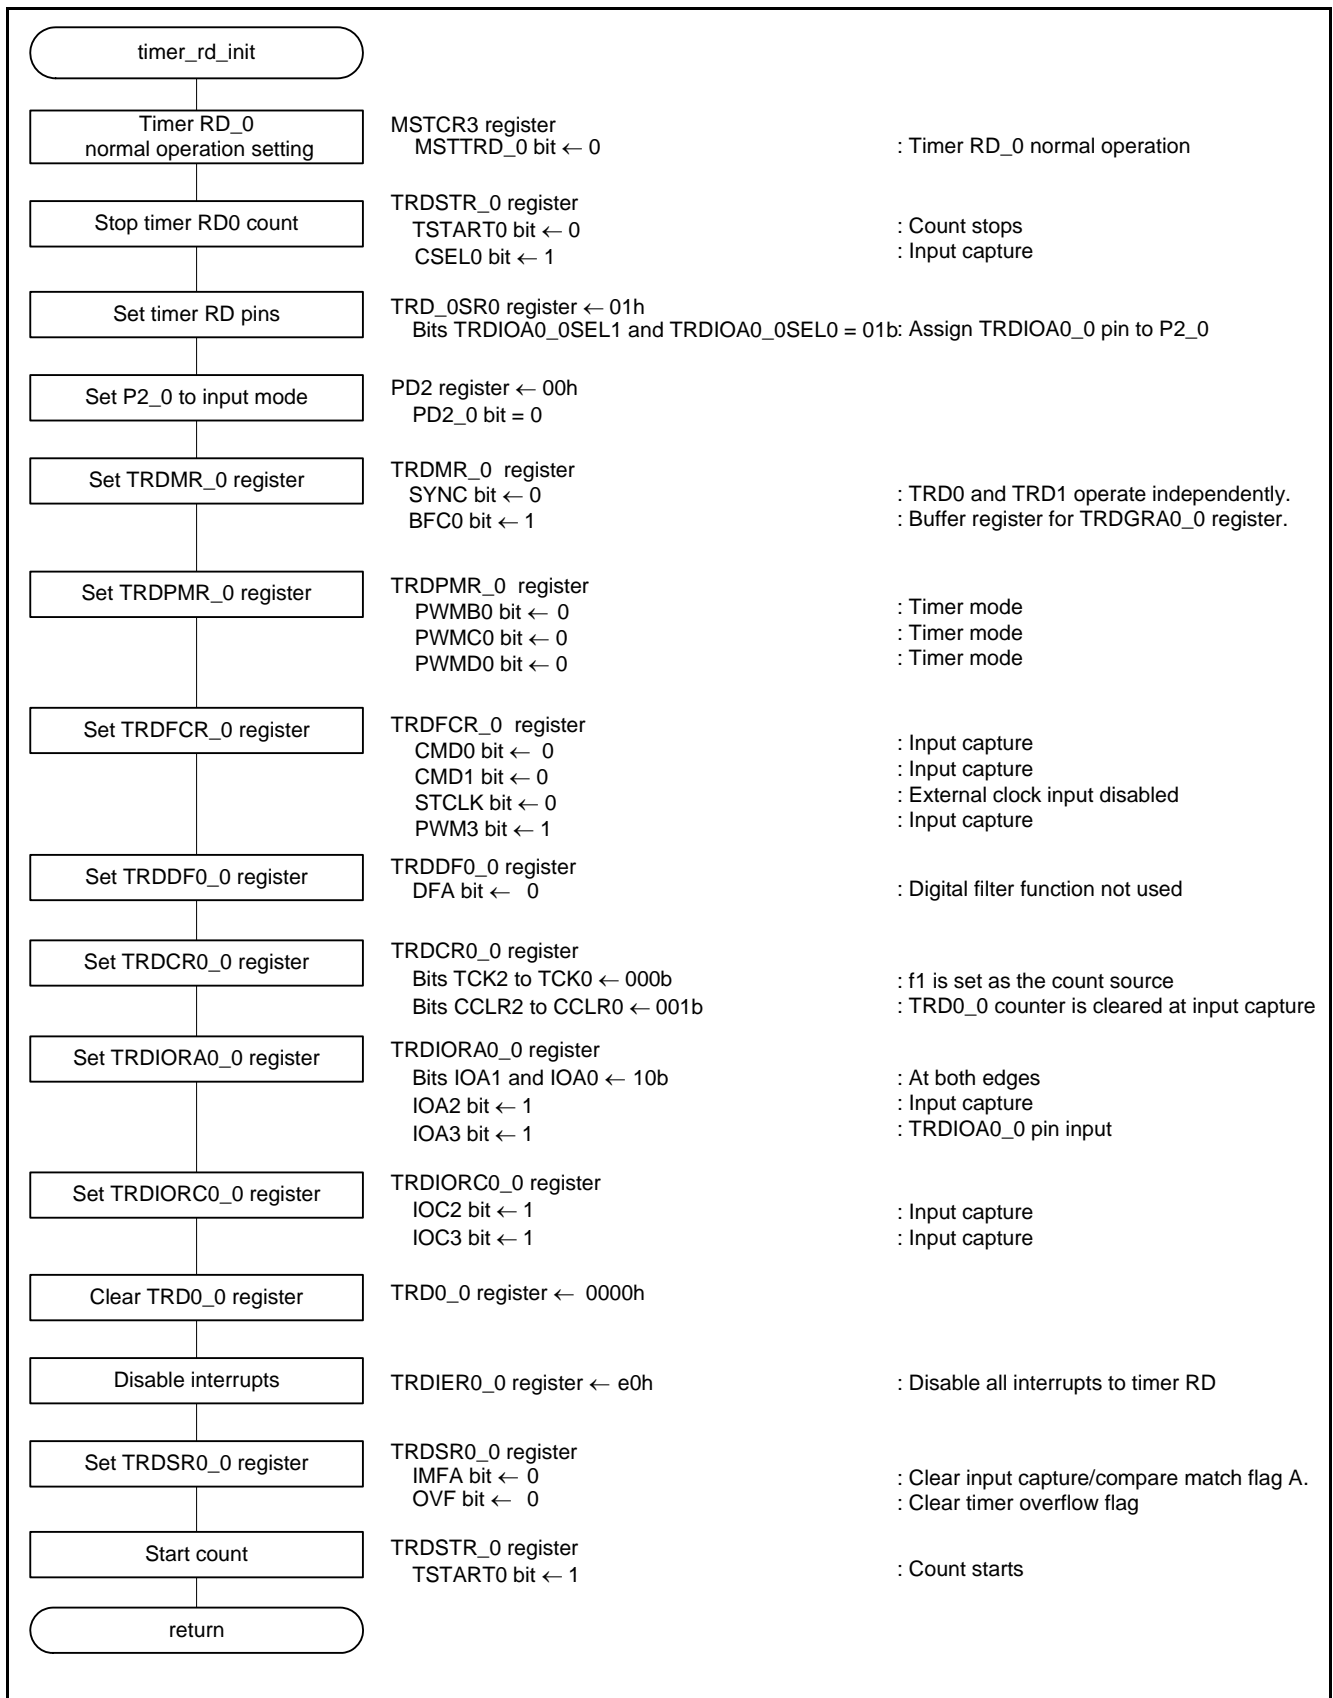 timer_rd_init
Timer RD_0
normal operation setting
MSTCR3 register
MSTTRD_0 bit ← 0 : Timer RD_0 normal operation
Stop timer RD0 count
TRDSTR_0 register
TSTART0 bit ← 0 : Count stops
CSEL0 bit ← 1 : Input capture
Set timer RD pins
TRD_0SR0 register ← 01h
Bits TRDIOA0_0SEL1 and TRDIOA0_0SEL0 = 01b: Assign TRDIOA0_0 pin to P2_0
Set P2_0 to input mode
PD2 register ← 00h
PD2_0 bit = 0
Set TRDMR_0 register
TRDMR_0 register
SYNC bit ← 0 : TRD0 and TRD1 operate independently.
BFC0 bit ← 1 : Buffer register for TRDGRA0_0 register.
Set TRDPMR_0 register
TRDPMR_0 register
PWMB0 bit ← 0 : Timer mode
PWMC0 bit ← 0 : Timer mode
PWMD0 bit ← 0 : Timer mode
Set TRDFCR_0 register
TRDFCR_0 register
CMD0 bit ← 0 : Input capture
CMD1 bit ← 0 : Input capture
STCLK bit ← 0 : External clock input disabled
PWM3 bit ← 1 : Input capture
Set TRDDF0_0 register
TRDDF0_0 register
DFA bit ← 0 : Digital filter function not used
Set TRDCR0_0 register
TRDCR0_0 register
Bits TCK2 to TCK0 ← 000b : f1 is set as the count source
Bits CCLR2 to CCLR0 ← 001b : TRD0_0 counter is cleared at input capture
Set TRDIORA0_0 register
TRDIORA0_0 register
Bits IOA1 and IOA0 ← 10b : At both edges
IOA2 bit ← 1 : Input capture
IOA3 bit ← 1 : TRDIOA0_0 pin input
Set TRDIORC0_0 register
TRDIORC0_0 register
IOC2 bit ← 1 : Input capture
IOC3 bit ← 1 : Input capture
Clear TRD0_0 register
TRD0_0 register ← 0000h
Disable interrupts
TRDIER0_0 register ← e0h : Disable all interrupts to timer RD
Set TRDSR0_0 register
TRDSR0_0 register
IMFA bit ← 0 : Clear input capture/compare match flag A.
OVF bit ← 0 : Clear timer overflow flag
Start count
TRDSTR_0 register
TSTART0 bit ← 1 : Count starts
return